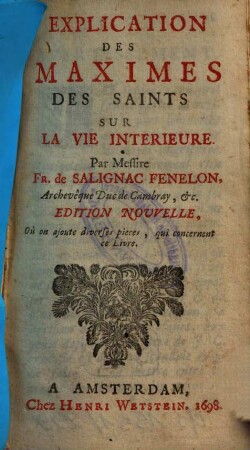 EXPLICATION
DES
MAXIMES
DES SAINTS
SUR
LA VIE INTERIEURE.
Par Messire
FR. de SALIGNAC FENELON,
Archevêque Duc de Cambray, &c.
EDITION NOUVELLE,
Où on ajoute diverses pieces, qui concernent
ce Livre.
A AMSTERDAM,
Chez HENRI WETSTEIN. 1698.